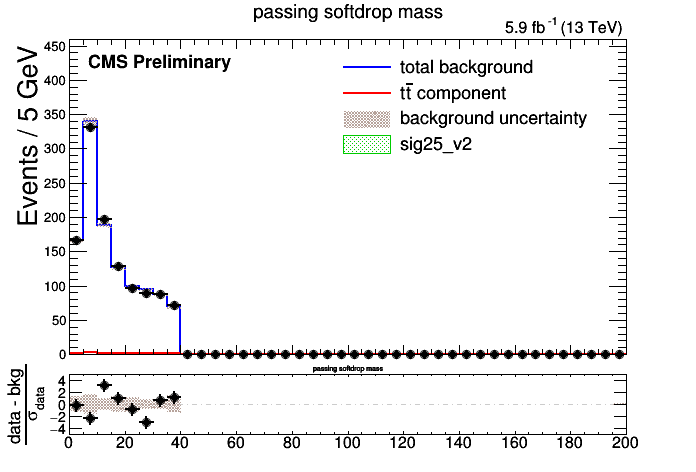 passing softdrop mass
5.9 fb⁻¹ (13 TeV)
CMS Preliminary
total background
tt̄ component
background uncertainty
sig25_v2
Events / 5 GeV
450
400
350
300
250
200
150
100
50
0
passing softdrop mass
data - bkg
σ data
4
2
0
−2
−4
0 20 40 60 80 100 120 140 160 180 200